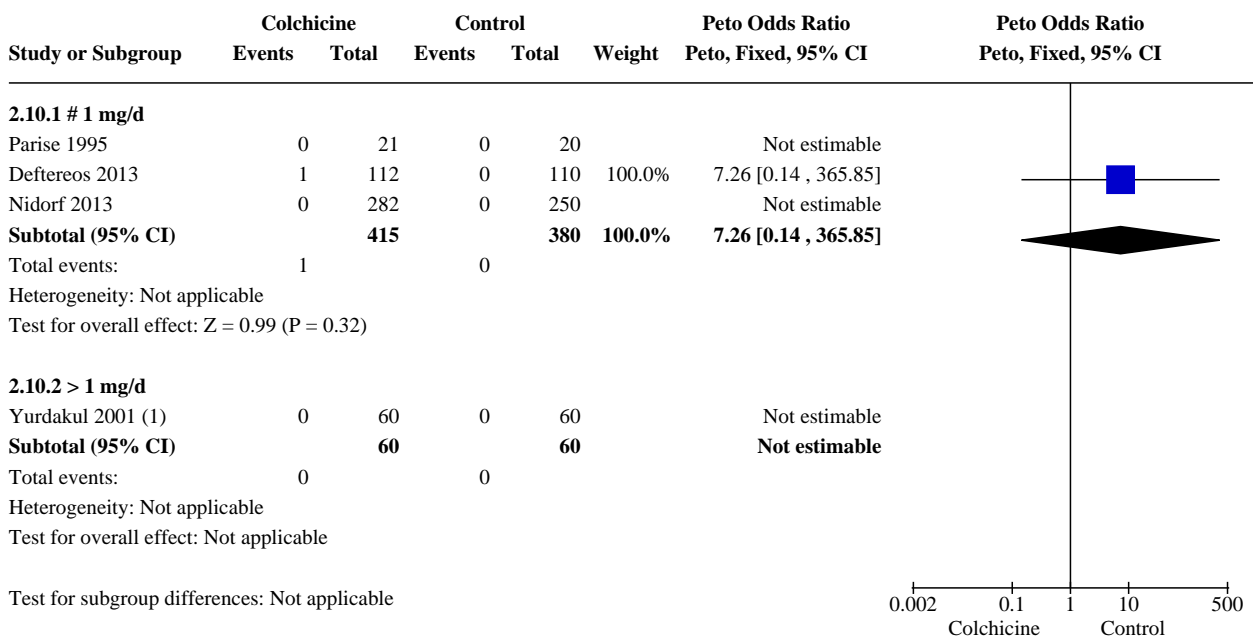 Colchicine Control Peto Odds Ratio Peto Odds Ratio
Study or Subgroup Events Total Events Total Weight Peto, Fixed, 95% CI Peto, Fixed, 95% CI
2.10.1 # 1 mg/d
Parise 1995 0 21 0 20 Not estimable
Deftereos 2013 1 112 0 110 100.0% 7.26 [0.14 , 365.85]
Nidorf 2013 0 282 0 250 Not estimable
Subtotal (95% CI) 415 380 100.0% 7.26 [0.14 , 365.85]
Total events: 1 0
Heterogeneity: Not applicable
Test for overall effect: Z = 0.99 (P = 0.32)
2.10.2 > 1 mg/d
Yurdakul 2001 (1) 0 60 0 60 Not estimable
Subtotal (95% CI) 60 60 Not estimable
Total events: 0 0
Heterogeneity: Not applicable
Test for overall effect: Not applicable
Test for subgroup differences: Not applicable
0.002 0.1 1 10 500
Colchicine Control